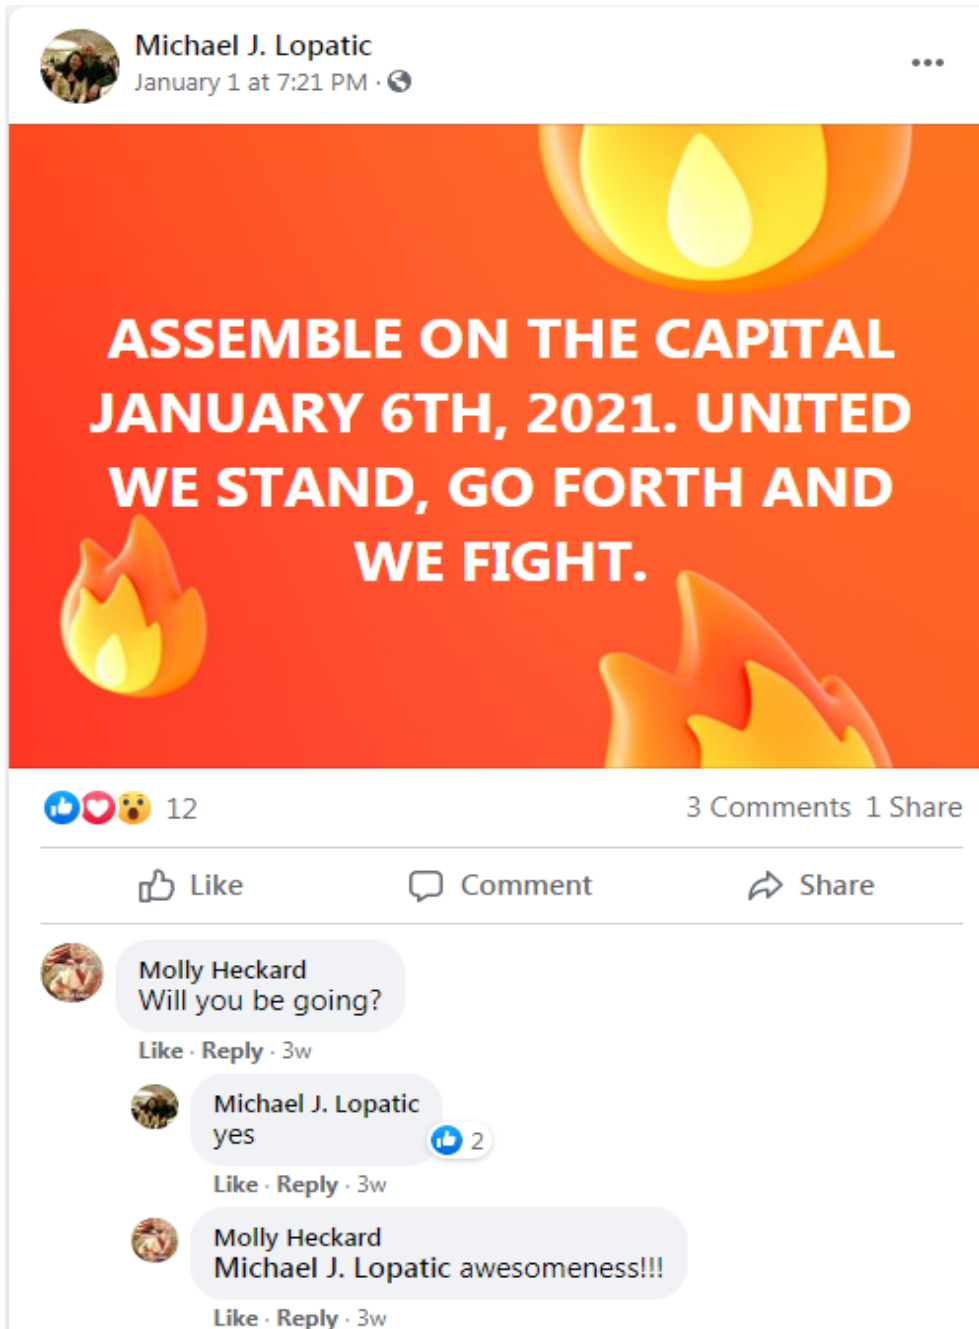 Michael J. Lopatic
January 1 at 7:21 PM ·
ASSEMBLE ON THE CAPITAL
JANUARY 6TH, 2021. UNITED
WE STAND, GO FORTH AND
WE FIGHT.
12
3 Comments 1 Share
Like Comment Share
Molly Heckard
Will you be going?
Like · Reply · 3w
Michael J. Lopatic
yes
2
Like · Reply · 3w
Molly Heckard
Michael J. Lopatic awesomeness!!!
Like · Reply · 3w